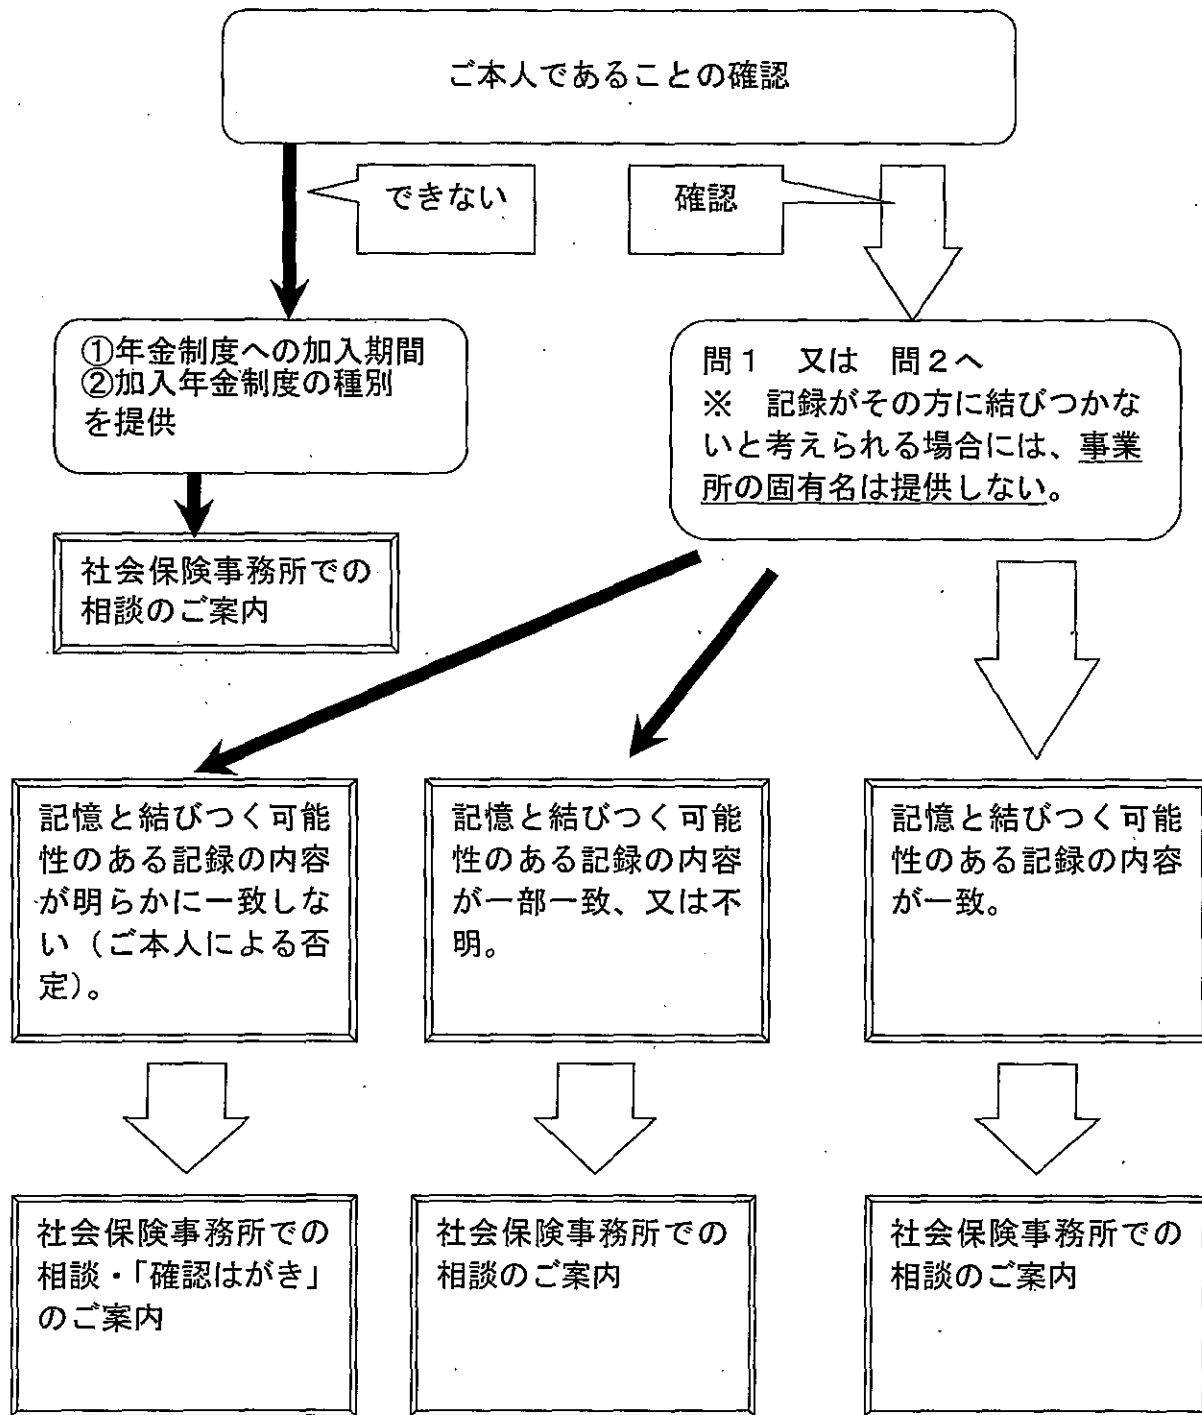 ご本人であることの確認
できない
確認
①年金制度への加入期間
②加入年金制度の種別
を提供
問1 又は 問2へ
※ 記録がその方に結びつかな
いと考えられる場合には、事業
所の固有名は提供しない。
社会保険事務所での
相談のご案内
記憶と結びつく可能
性のある記録の内容
が明らかに一致しな
い（ご本人による否
定）。
記憶と結びつく可能
性のある記録の内容
が一部一致、又は不
明。
記憶と結びつく可能
性のある記録の内容
が一致。
社会保険事務所での
相談・「確認はがき」
のご案内
社会保険事務所での
相談のご案内
社会保険事務所での
相談のご案内